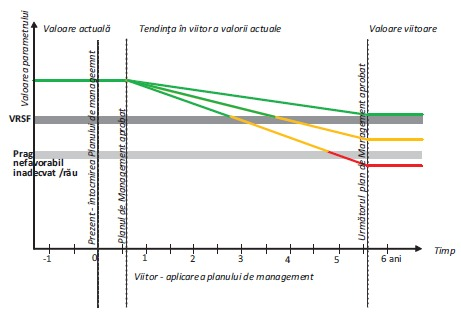 Valoare actuală
Tendința în viitor a valorii actuale
Valoare viitoare
Valoarea parametrului
VRSF
Prag
nefavorabil
inadecvat /rău
Prezent - întocmirea Planului de manageemnt
Planul de Management aprobat
Următorul plan de Management aprobat
-1 0 1 2 3 4 5 6 ani
Timp
Viitor - aplicarea planului de management